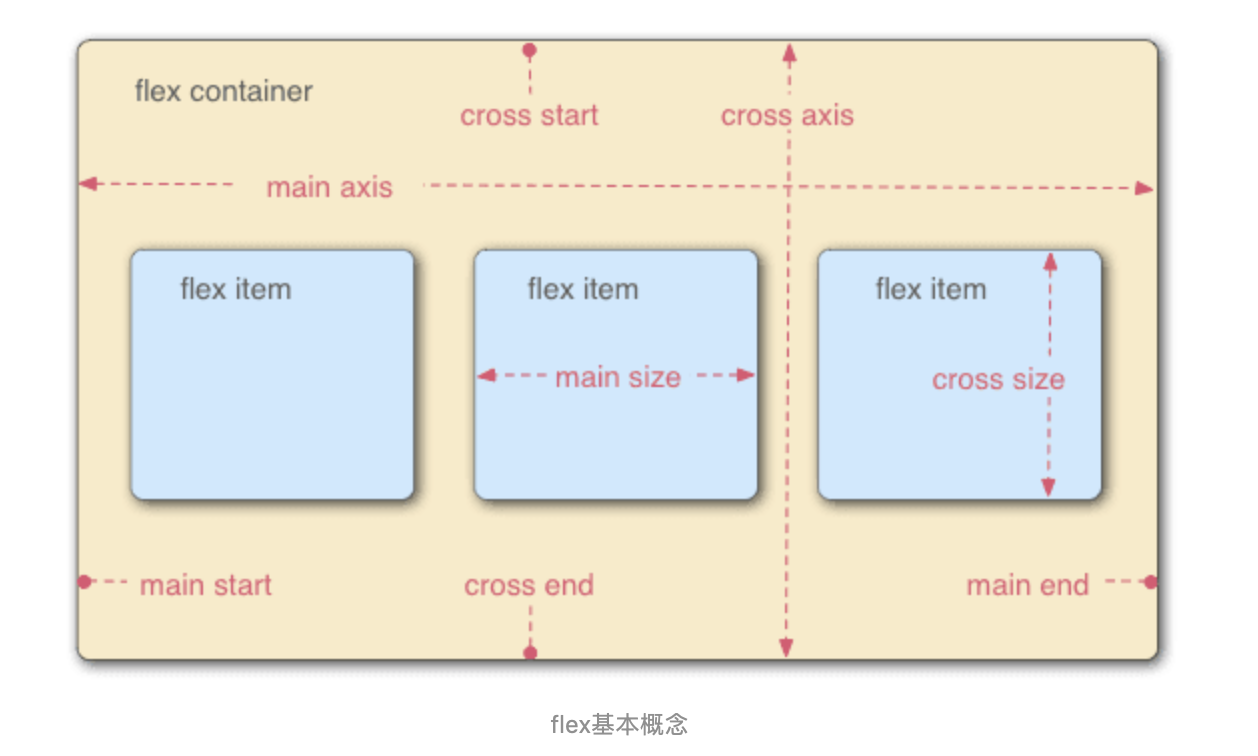 flex container
cross start
cross axis
main axis
flex item
flex item
flex item
main size
cross size
main start
cross end
main end
flex基本概念